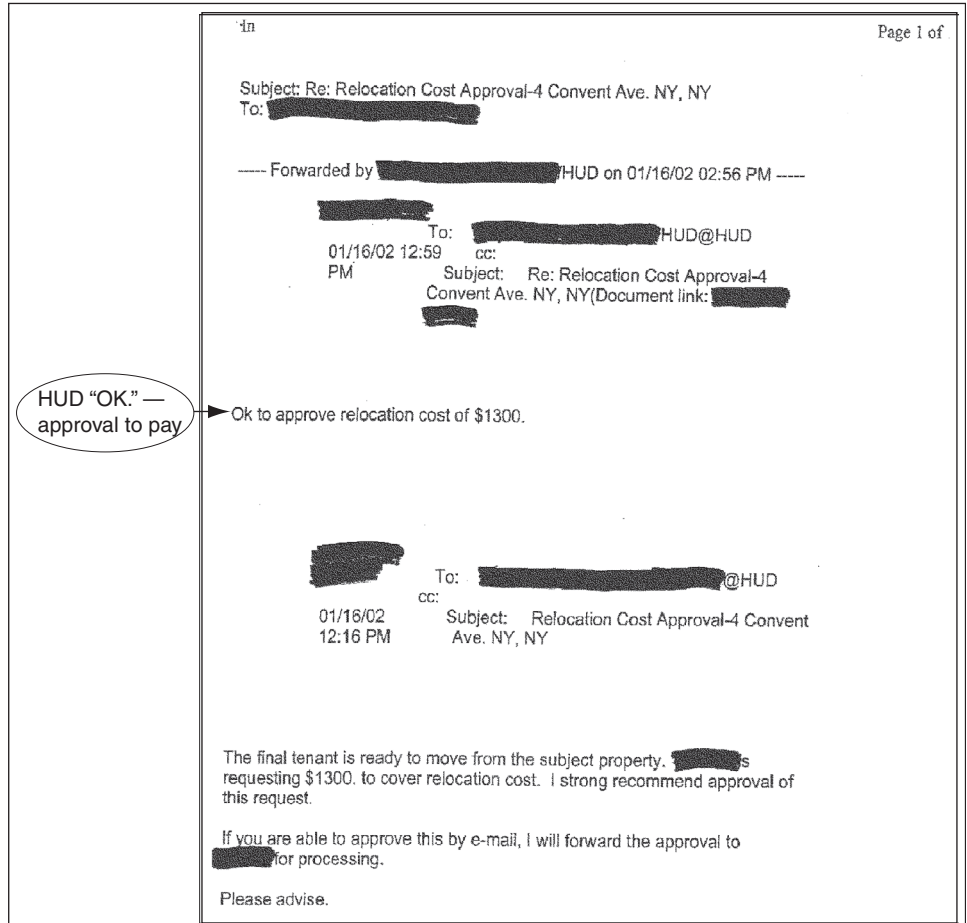 in
Page 1 of
Subject: Re: Relocation Cost Approval-4 Convent Ave. NY, NY
To:
----- Forwarded by /HUD on 01/16/02 02:56 PM -----
To: HUD@HUD
01/16/02 12:59 cc:
PM Subject: Re: Relocation Cost Approval-4
Convent Ave. NY, NY(Document link:
HUD “OK.” —
approval to pay
Ok to approve relocation cost of $1300.
To: @HUD
cc:
01/16/02 Subject: Relocation Cost Approval-4 Convent
12:16 PM Ave. NY, NY
The final tenant is ready to move from the subject property. s
requesting $1300. to cover relocation cost. I strong recommend approval of
this request.
If you are able to approve this by e-mail, I will forward the approval to
for processing.
Please advise.